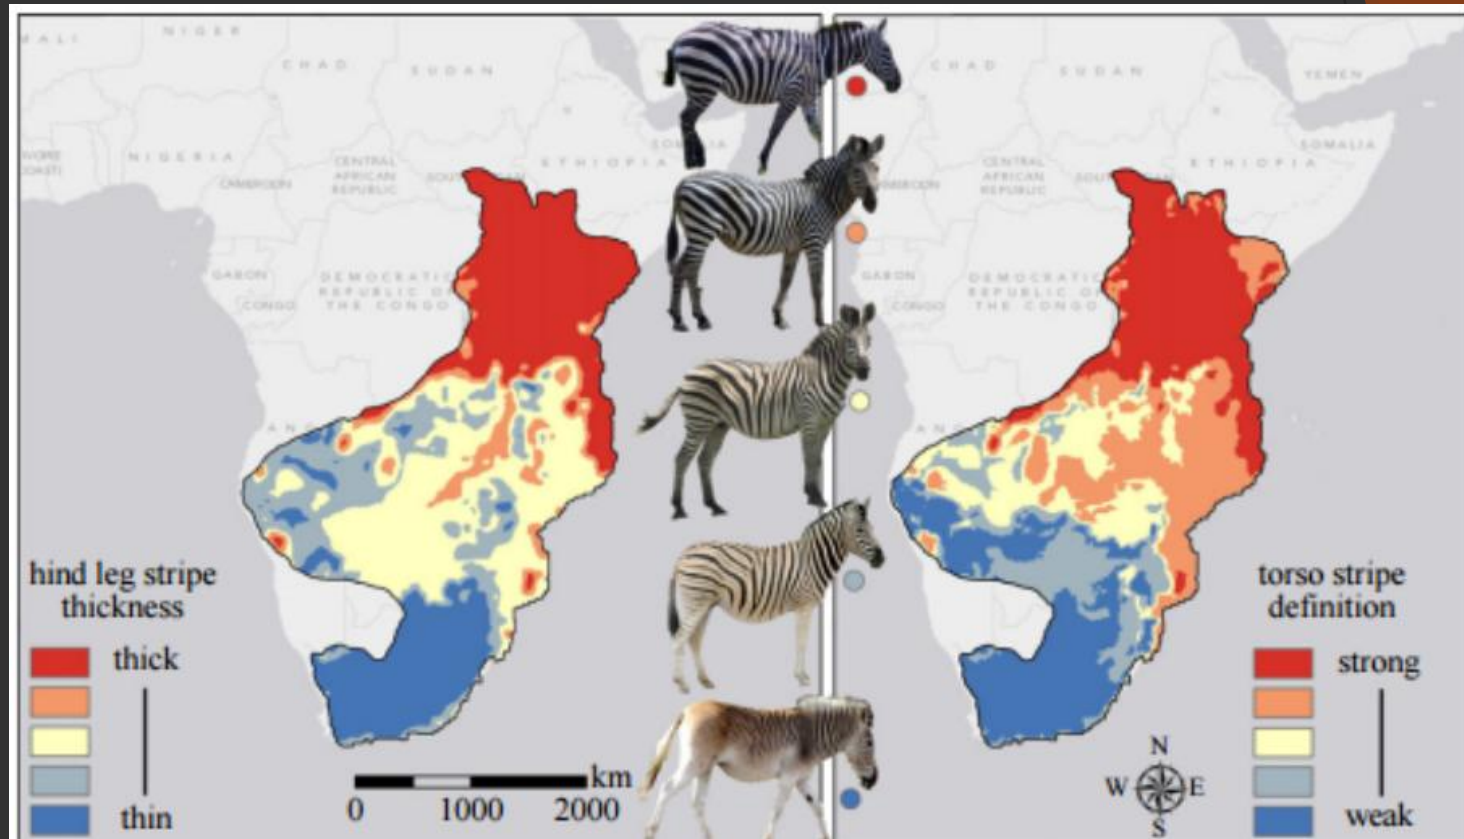 MALI
NIGER
CHAD
SUDAN
NIGERIA
CENTRAL
AFRICAN
REPUBLIC
ETHIOPIA
SOMALIA
CAMEROON
GABON
CONGO
DEMOCRATIC
REPUBLIC OF
THE CONGO
hind leg stripe
thickness
thick
thin
km
0 1000 2000
CHAD
SUDAN
YEMEN
SOMALIA
CENTRAL
AFRICAN
REPUBLIC
ETHIOPIA
GABON
CONGO
DEMOCRATIC
REPUBLIC OF
THE CONGO
torso stripe
definition
strong
weak
N
W E
S